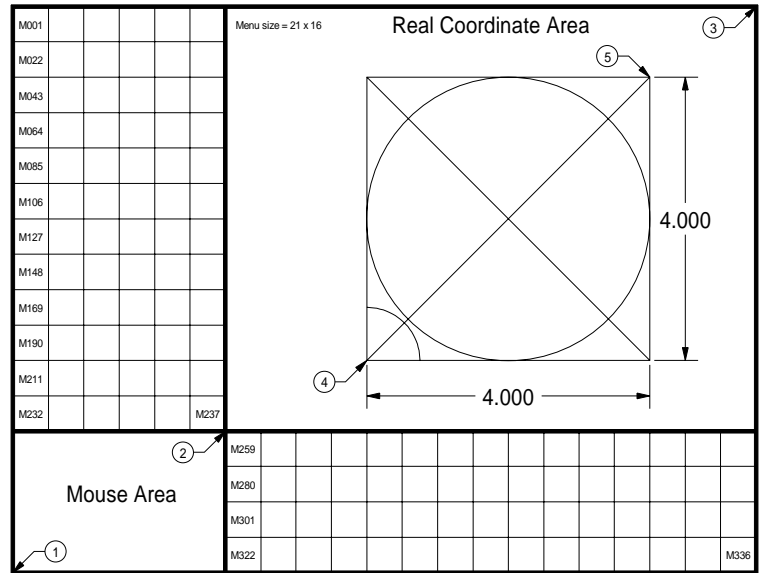 M001
Menu size = 21 x 16
Real Coordinate Area
3
M022
5
M043
M064
M085
M106
M127
4.000
M148
M169
M190
M211
4
4.000
M232
M237
2
M259
Mouse Area
M280
M301
1
M322
M336